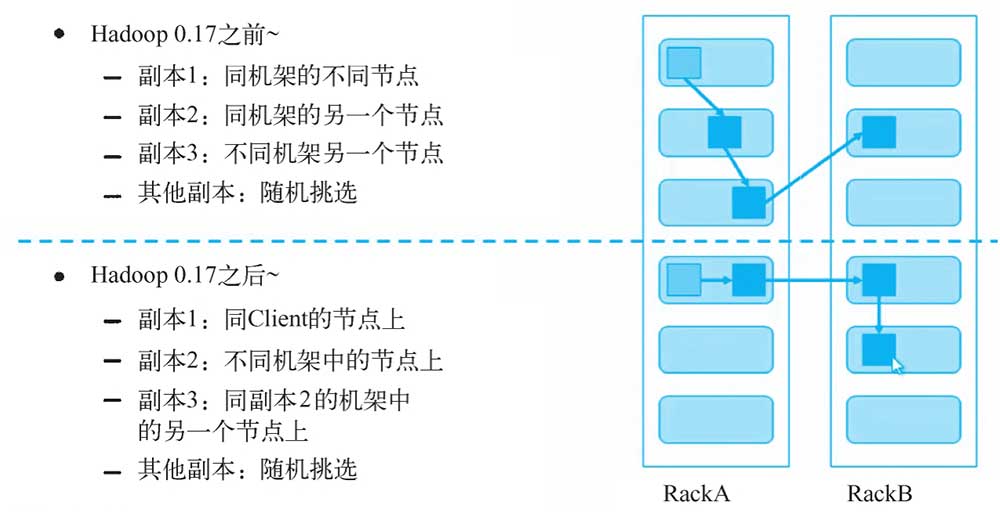 • Hadoop 0.17之前~
– 副本1：同机架的不同节点
– 副本2：同机架的另一个节点
– 副本3：不同机架另一个节点
– 其他副本：随机挑选
• Hadoop 0.17之后~
– 副本1：同Client的节点上
– 副本2：不同机架中的节点上
– 副本3：同副本2的机架中
的另一个节点上
– 其他副本：随机挑选
RackA
RackB